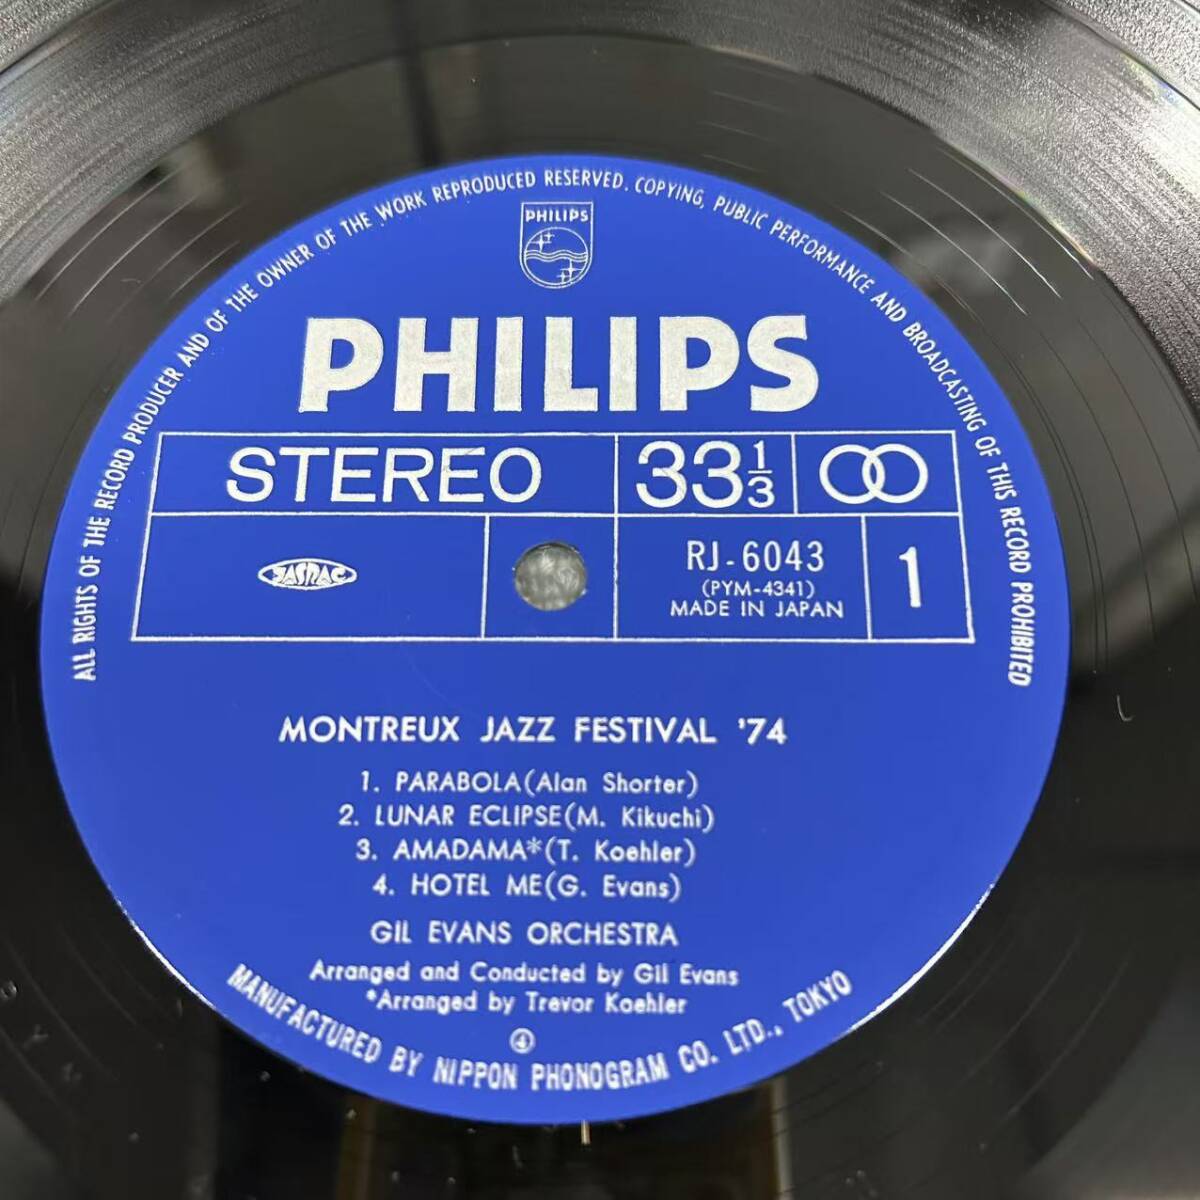 ALL RIGHTS OF THE RECORD PRODUCER AND OF THE OWNER OF THE WORK REPRODUCED RESERVED. COPYING, PUBLIC PERFORMANCE AND BROADCASTING OF THIS RECORD PROHIBITED
PHILIPS
PHILIPS
STEREO 33 1/3
JASRAC RJ-6043 1
(PYM-4341)
MADE IN JAPAN
MONTREUX JAZZ FESTIVAL '74
1. PARABOLA(Alan Shorter)
2. LUNAR ECLIPSE(M. Kikuchi)
3. AMADAMA*(T. Koehler)
4. HOTEL ME(G. Evans)
GIL EVANS ORCHESTRA
Arranged and Conducted by Gil Evans
*Arranged by Trevor Koehler
④
MANUFACTURED BY NIPPON PHONOGRAM CO. LTD., TOKYO